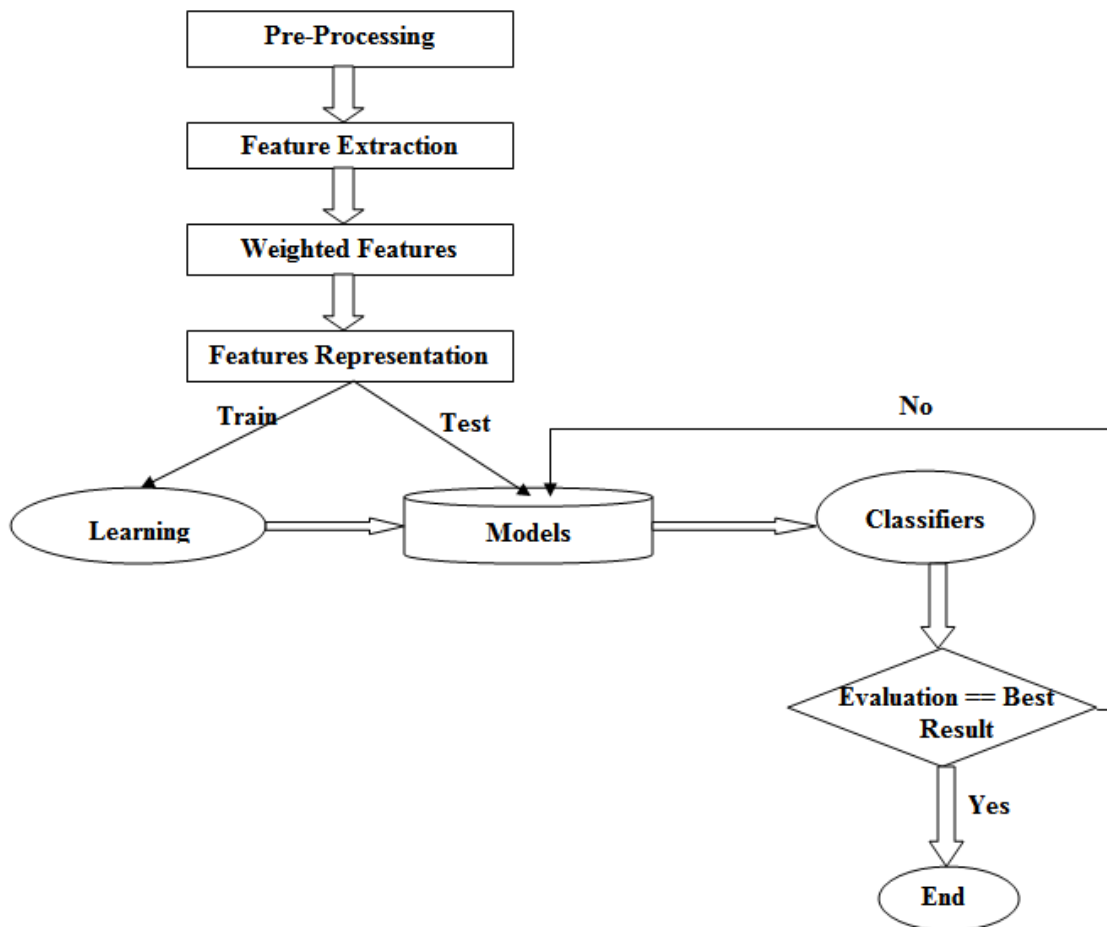 Pre-Processing
Feature Extraction
Weighted Features
Features Representation
Train
Test
No
Learning
Models
Classifiers
Evaluation == Best
Result
Yes
End